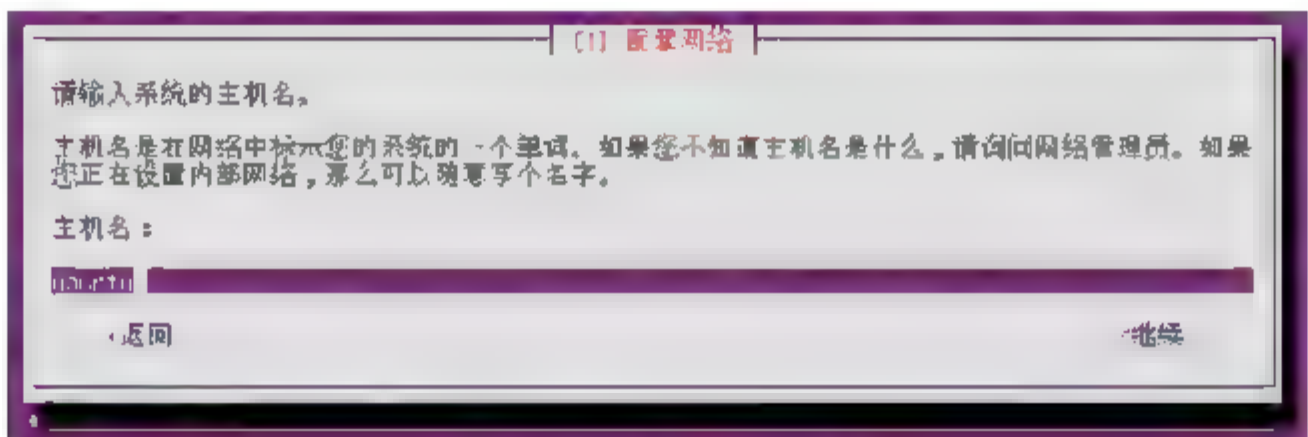 [!] 配置网络
请输入系统的主机名。
主机名是在网络中标示您的系统的一个单词。如果您不知道主机名是什么,请询问网络管理员。如果
您正在设置内部网络,那么可以随意写个名字。
主机名:
ubuntu
<返回
继续